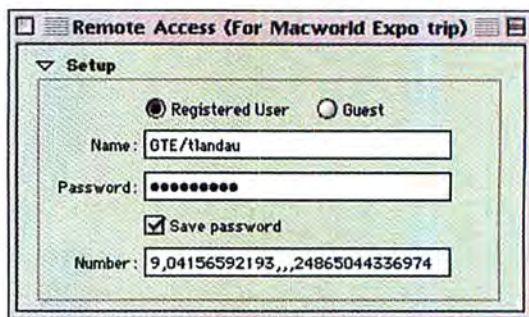 Remote Access (For Macworld Expo trip)
Setup
Registered User Guest
Name: GTE/tlandau
Password: •••••••••
Save password
Number: 9,04156592193,,,24865044336974